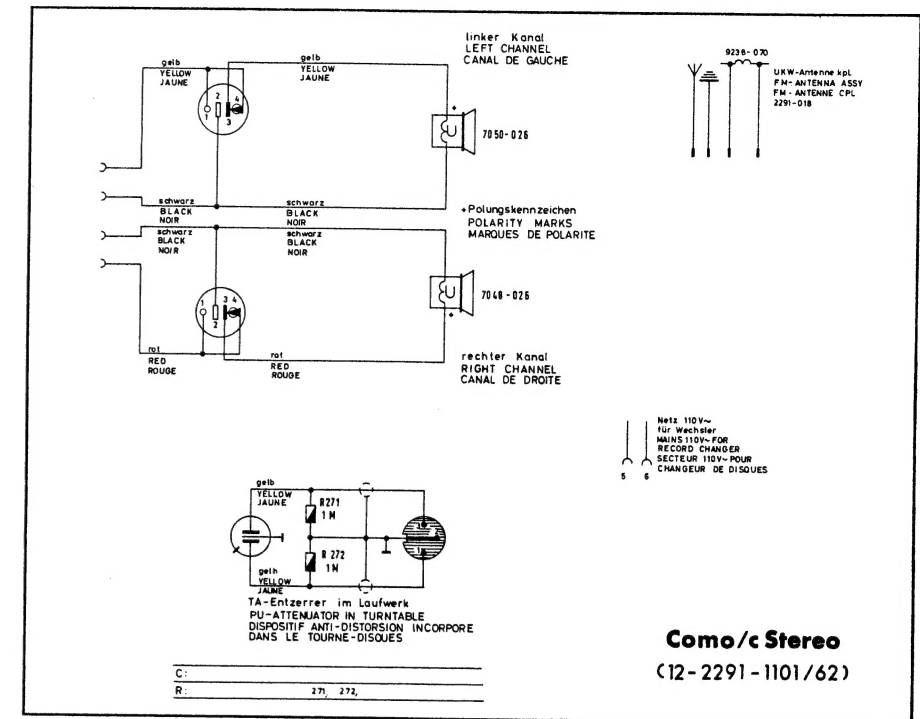 gelb
YELLOW
JAUNE
gelb
YELLOW
JAUNE
linker Kanal
LEFT CHANNEL
CANAL DE GAUCHE
1
2
3
4
+
U
7050-026
schwarz
BLACK
NOIR
schwarz
BLACK
NOIR
+Polungskennzeichen
POLARITY MARKS
MARQUES DE POLARITE
schwarz
BLACK
NOIR
schwarz
BLACK
NOIR
1
2
3
4
U
+
7048-026
rot
RED
ROUGE
rot
RED
ROUGE
rechter Kanal
RIGHT CHANNEL
CANAL DE DROITE
9236-070
UKW-Antenne kpl.
FM-ANTENNA ASSY
FM-ANTENNE CPL
2291-018
Netz 110V~
für Wechsler
MAINS 110V~ FOR
RECORD CHANGER
SECTEUR 110V~ POUR
CHANGEUR DE DISQUES
5 6
gelb
YELLOW
JAUNE
R271
1M
R 272
1M
3
2
1
gelb
YELLOW
JAUNE
TA-Entzerrer im Laufwerk
PU-ATTENUATOR IN TURNTABLE
DISPOSITIF ANTI-DISTORSION INCORPORE
DANS LE TOURNE-DISQUES
Como/c Stereo
(12-2291-1101/62)
C:
R: 271, 272,